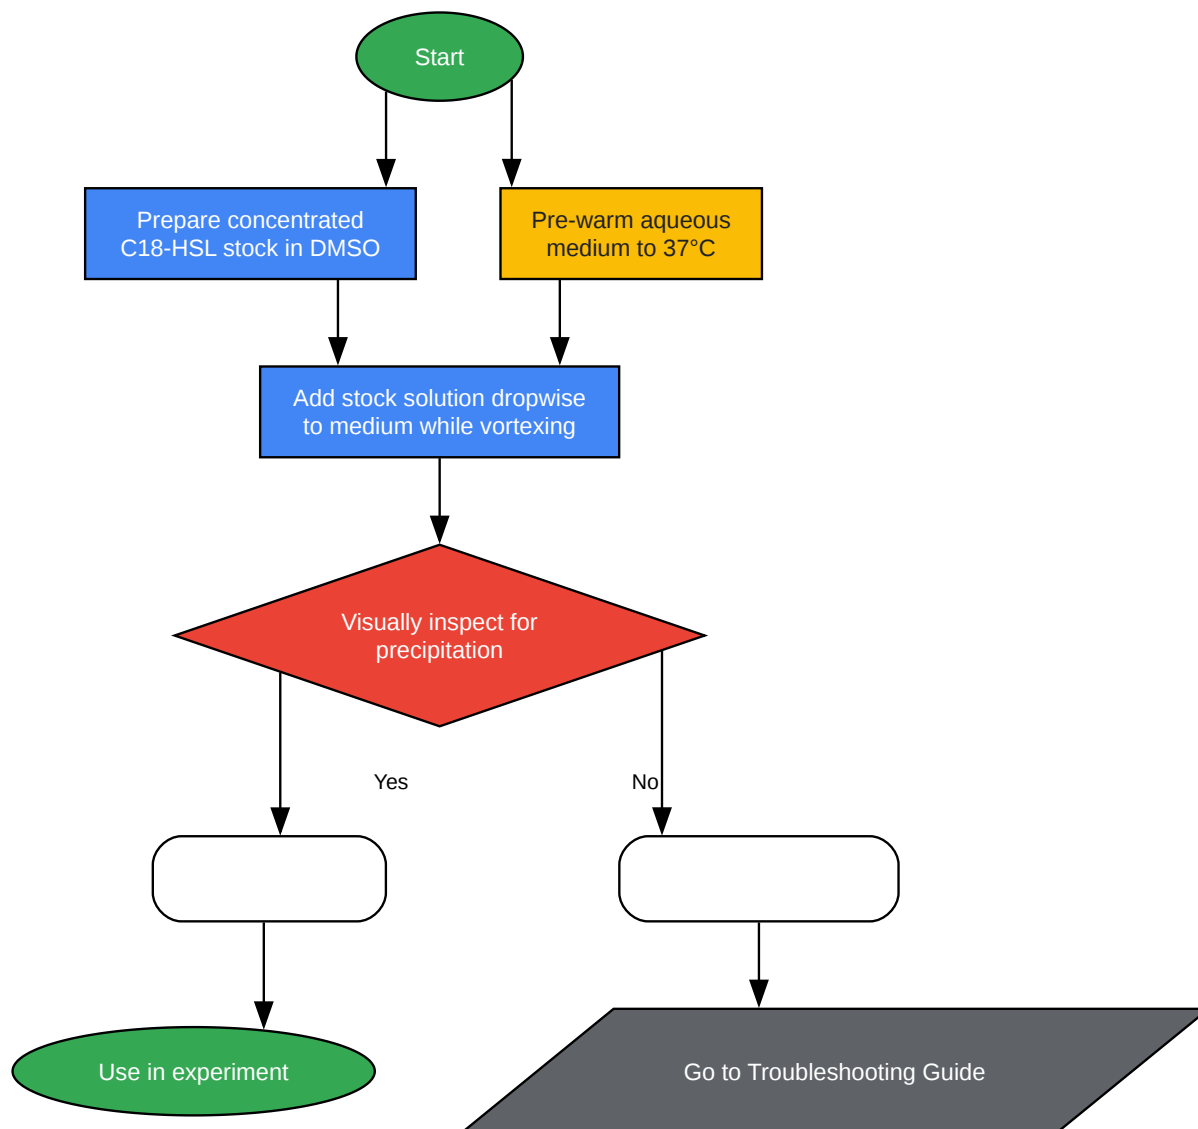 Start
Prepare concentrated
C18-HSL stock in DMSO
Pre-warm aqueous
medium to 37°C
Add stock solution dropwise
to medium while vortexing
Visually inspect for
precipitation
Yes
No
Use in experiment
Go to Troubleshooting Guide